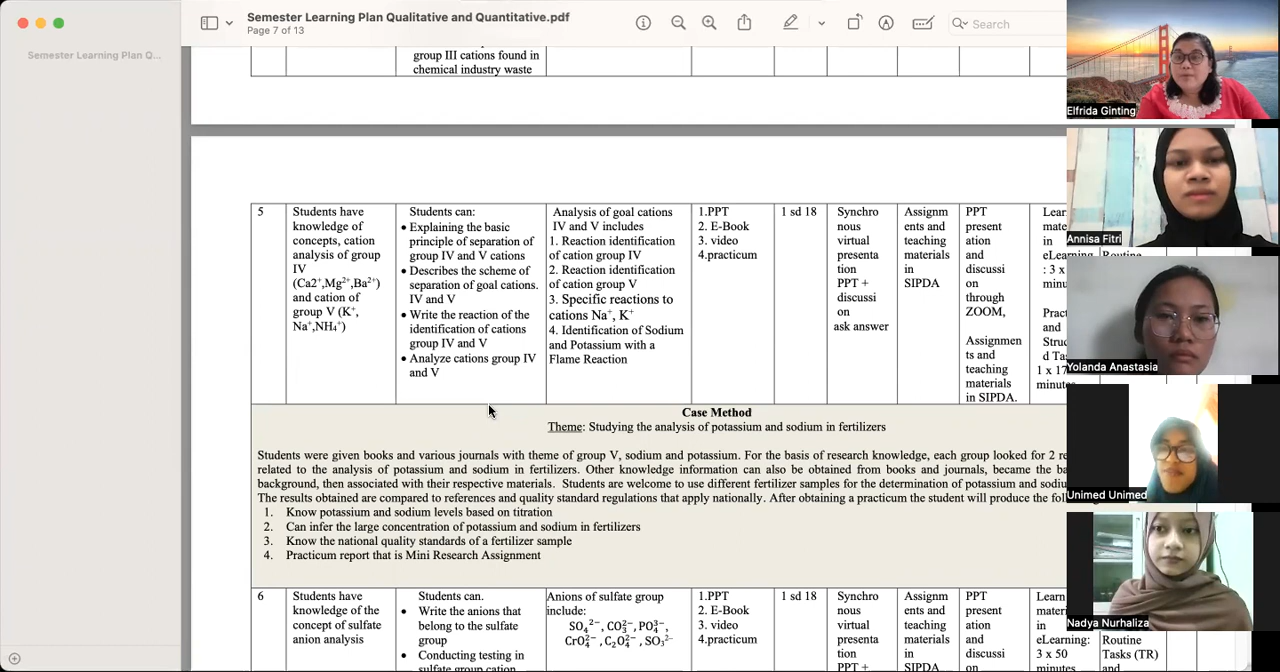 Semester Learning Plan Qualitative and Quantitative.pdf
Page 7 of 13
Search
Semester Learning Plan Q...
group III cations found in
chemical industry waste
5
Students have
knowledge of
concepts, cation
analysis of group
IV
(Ca2⁺,Mg²⁺,Ba²⁺)
and cation of
group V (K⁺,
Na⁺,NH₄⁺)
Students can:
• Explaining the basic
principle of separation of
group IV and V cations
• Describes the scheme of
separation of goal cations.
IV and V
• Write the reaction of the
identification of cations
group IV and V
• Analyze cations group IV
and V
Analysis of goal cations
IV and V includes
1. Reaction identification
of cation group IV
2. Reaction identification
of cation group V
3. Specific reactions to
cations Na⁺, K⁺
4. Identification of Sodium
and Potassium with a
Flame Reaction
1.PPT
2. E-Book
3. video
4.practicum
1 sd 18
Synchro
nous
virtual
presenta
tion
PPT +
discussi
on
ask answer
Assignm
ents and
teaching
materials
in
SIPDA
PPT
present
ation
and
discussi
on
through
ZOOM,
Assignmen
ts and
teaching
materials
in SIPDA.
in
eLearning
: 3 x
and
1 x 17
Case Method
Theme: Studying the analysis of potassium and sodium in fertilizers
Students were given books and various journals with theme of group V, sodium and potassium. For the basis of research knowledge, each group looked for 2
related to the analysis of potassium and sodium in fertilizers. Other knowledge information can also be obtained from books and journals, became the
background, then associated with their respective materials. Students are welcome to use different fertilizer samples for the determination of potassium and
The results obtained are compared to references and quality standard regulations that apply nationally. After obtaining a practicum the student will produce the
1. Know potassium and sodium levels based on titration
2. Can infer the large concentration of potassium and sodium in fertilizers
3. Know the national quality standards of a fertilizer sample
4. Practicum report that is Mini Research Assignment
6
Students have
knowledge of the
concept of sulfate
anion analysis
Students can.
• Write the anions that
belong to the sulfate
group
• Conducting testing in
sulfate group cation
Anions of sulfate group
include:
SO₄²⁻, CO₃²⁻, PO₄³⁻,
CrO₄²⁻, C₂O₄²⁻, SO₃²⁻
1.PPT
2. E-Book
3. video
4.practicum
1 sd 18
Synchro
nous
virtual
presenta
tion
PPT +
Assignm
ents and
teaching
materials
in
SIPDA
PPT
present
ation
and
discussi
on
Learn
in
eLearning:
3 x 50
minutes
Routine
Tasks (TR)
and
Elfrida Ginting
Annisa Fitri
Yolanda Anastasia
Unimed Unimed
Nadya Nurhaliza